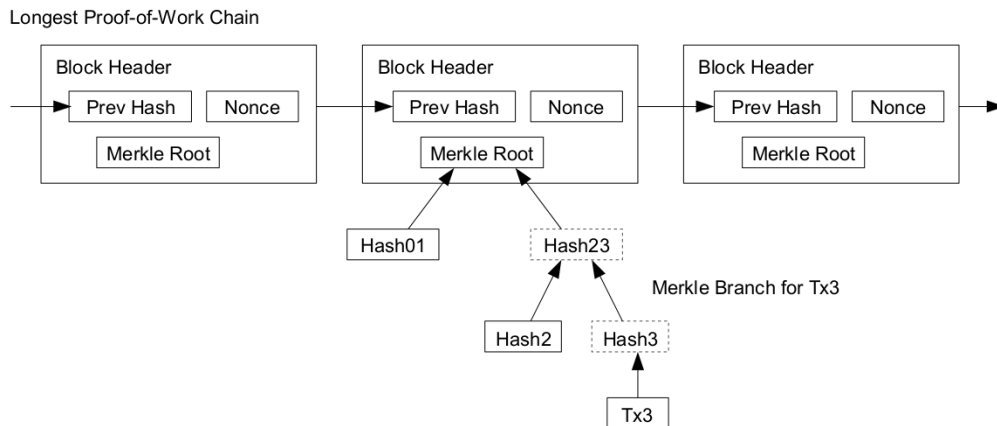 Longest Proof-of-Work Chain
Block Header
Prev Hash
Nonce
Merkle Root
Block Header
Prev Hash
Nonce
Merkle Root
Block Header
Prev Hash
Nonce
Merkle Root
Hash01
Hash23
Merkle Branch for Tx3
Hash2
Hash3
Tx3